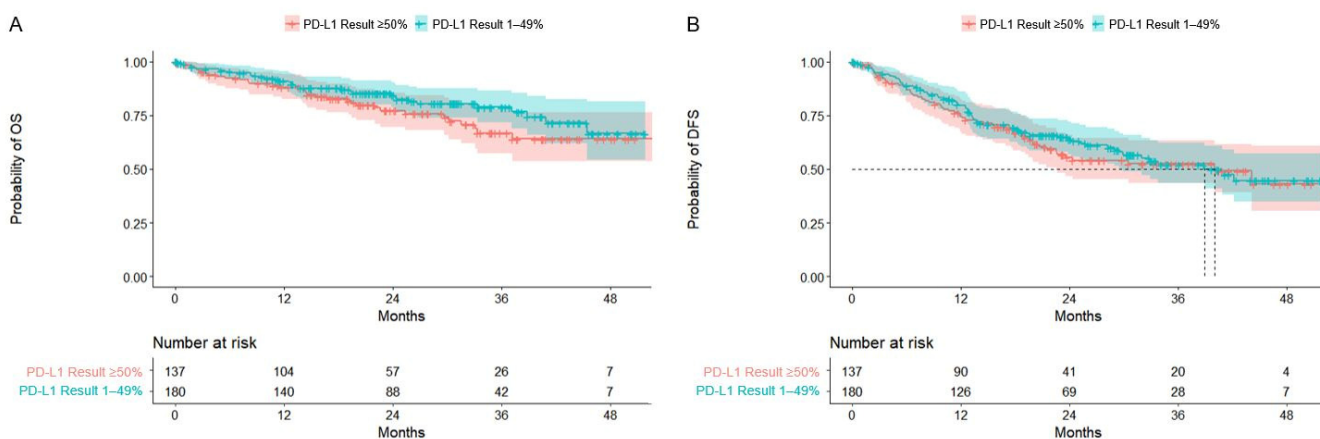 A
PD-L1 Result ≥50% PD-L1 Result 1–49%
Probability of OS
1.00
0.75
0.50
0.25
0.00
0 12 24 36 48
Months
Number at risk
PD-L1 Result ≥50% 137 104 57 26 7
PD-L1 Result 1–49% 180 140 88 42 7
0 12 24 36 48
Months
B
PD-L1 Result ≥50% PD-L1 Result 1–49%
Probability of DFS
1.00
0.75
0.50
0.25
0.00
0 12 24 36 48
Months
Number at risk
PD-L1 Result ≥50% 137 90 41 20 4
PD-L1 Result 1–49% 180 126 69 28 7
0 12 24 36 48
Months